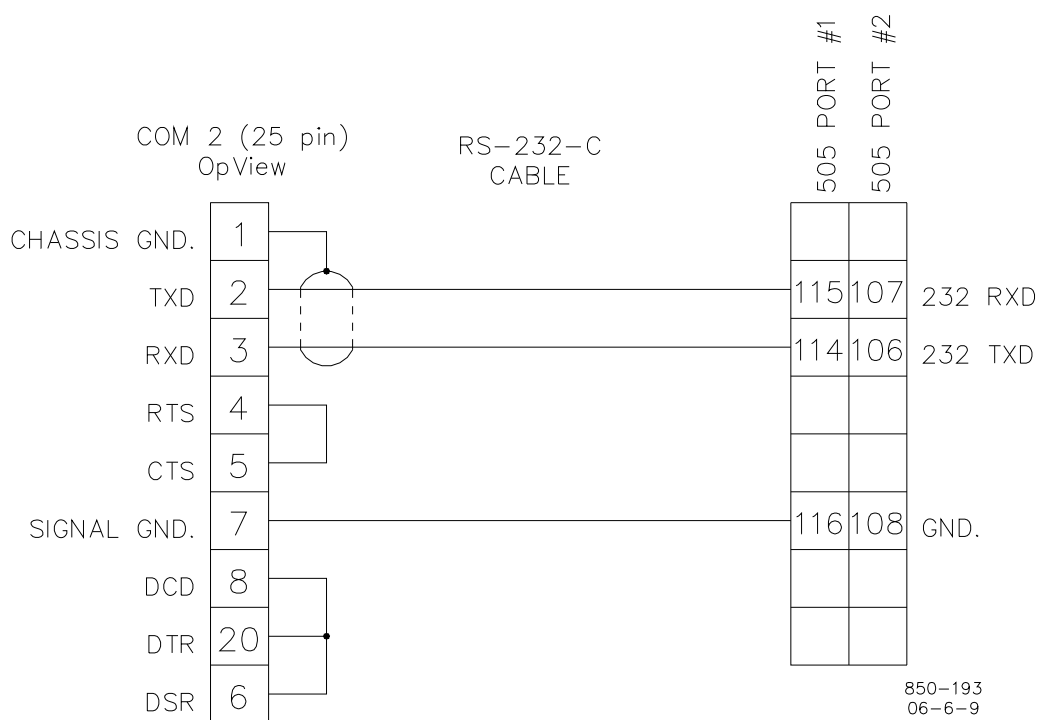 COM 2 (25 pin)
OpView
RS-232-C
CABLE
505 PORT #1
505 PORT #2
CHASSIS GND. 1
TXD 2 115 107 232 RXD
RXD 3 114 106 232 TXD
RTS 4
CTS 5
SIGNAL GND. 7 116 108 GND.
DCD 8
DTR 20
DSR 6
850-193
06-6-9